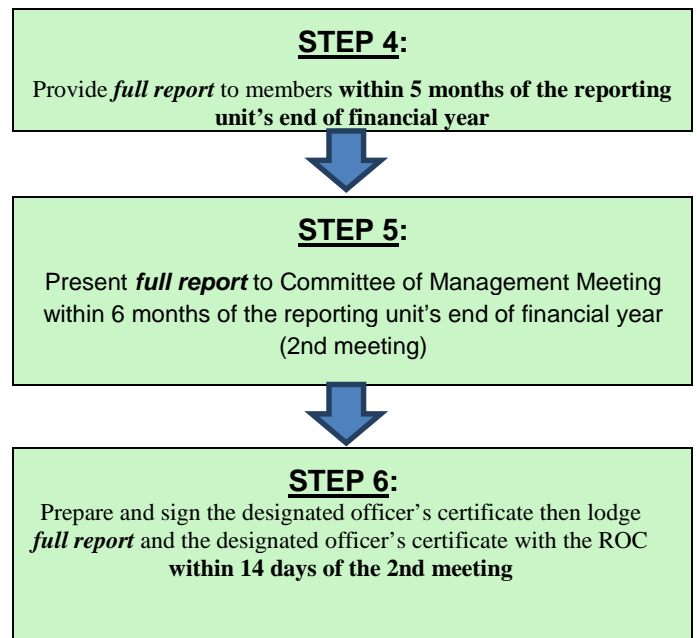 STEP 4:
Provide full report to members within 5 months of the reporting
unit’s end of financial year
STEP 5:
Present full report to Committee of Management Meeting
within 6 months of the reporting unit’s end of financial year
(2nd meeting)
STEP 6:
Prepare and sign the designated officer’s certificate then lodge
full report and the designated officer’s certificate with the ROC
within 14 days of the 2nd meeting